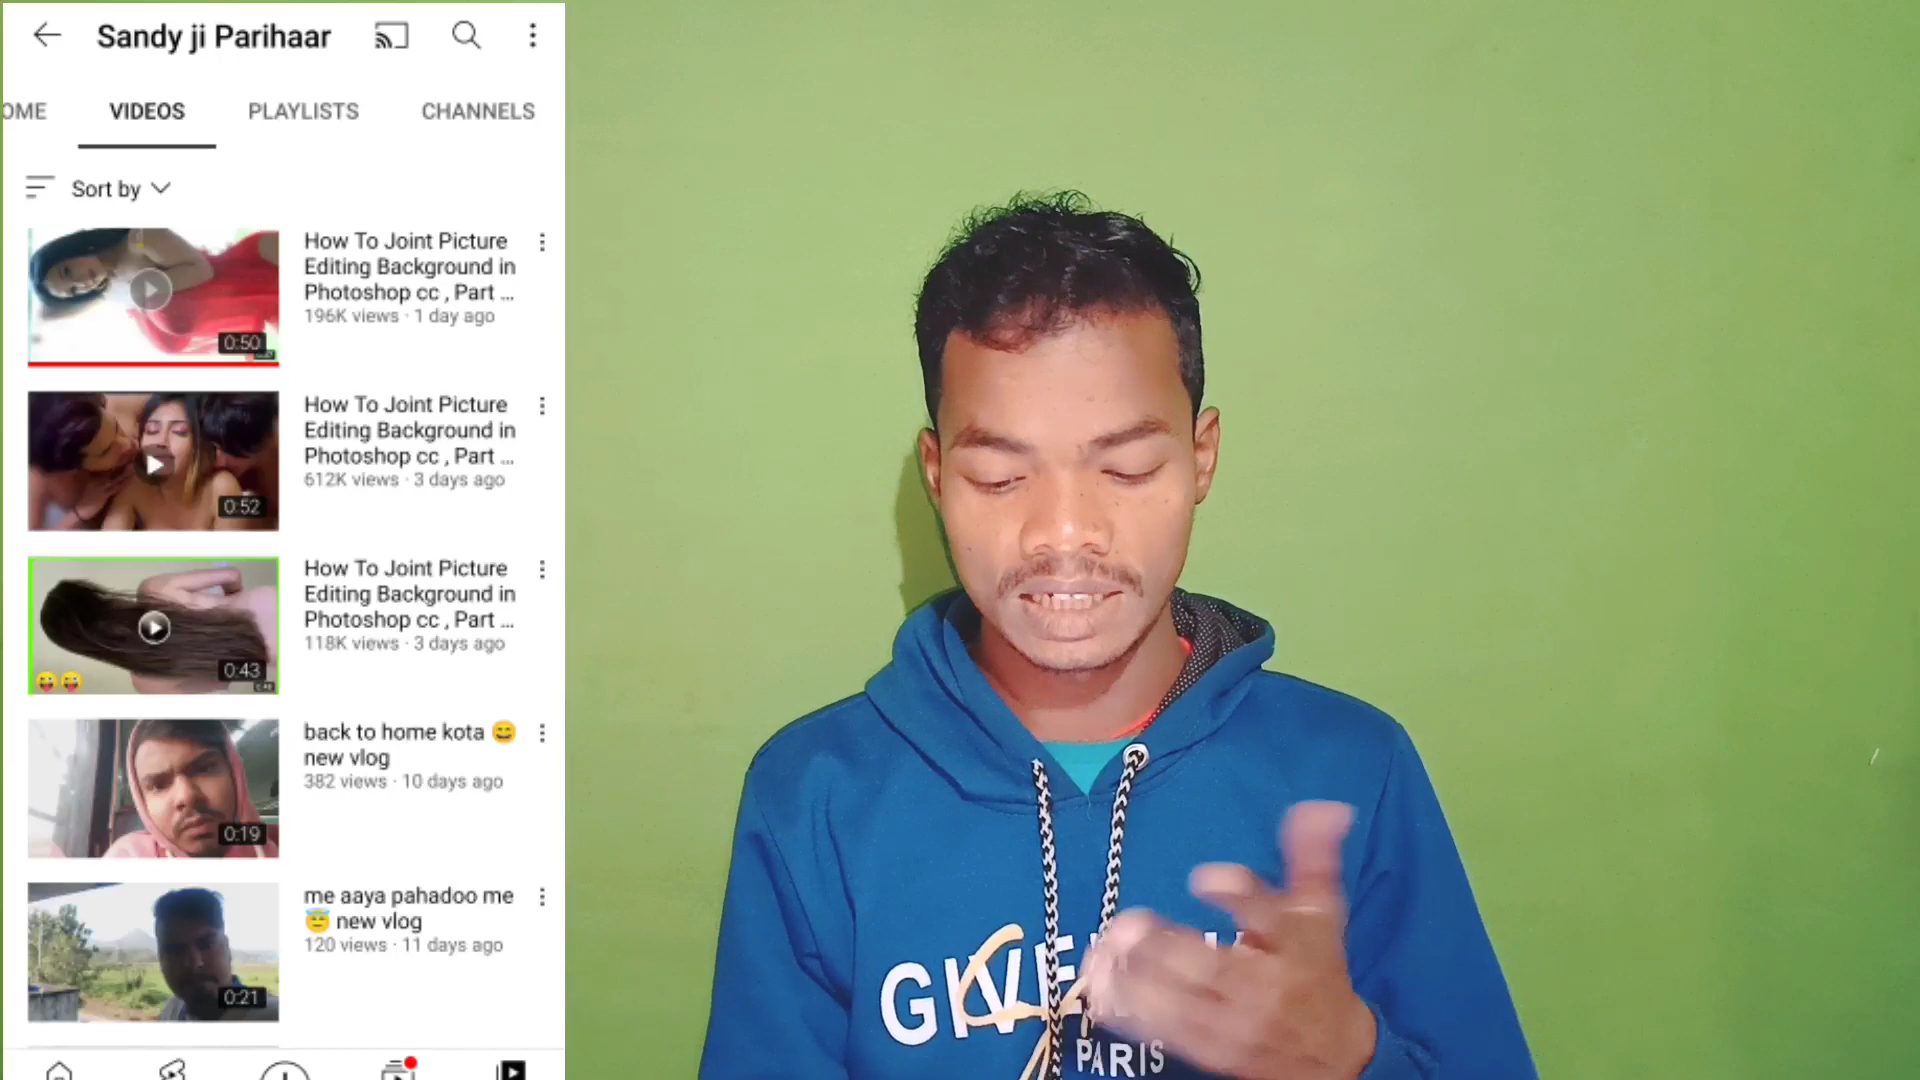 Sandy ji Parihaar
OME VIDEOS PLAYLISTS CHANNELS
Sort by
How To Joint Picture
Editing Background in
Photoshop cc , Part ...
196K views · 1 day ago
0:50
How To Joint Picture
Editing Background in
Photoshop cc , Part ...
612K views · 3 days ago
0:52
How To Joint Picture
Editing Background in
Photoshop cc , Part ...
118K views · 3 days ago
0:43
back to home kota 😄
new vlog
382 views · 10 days ago
0:19
me aaya pahadoo me
😇 new vlog
120 views · 11 days ago
0:21
PARIS